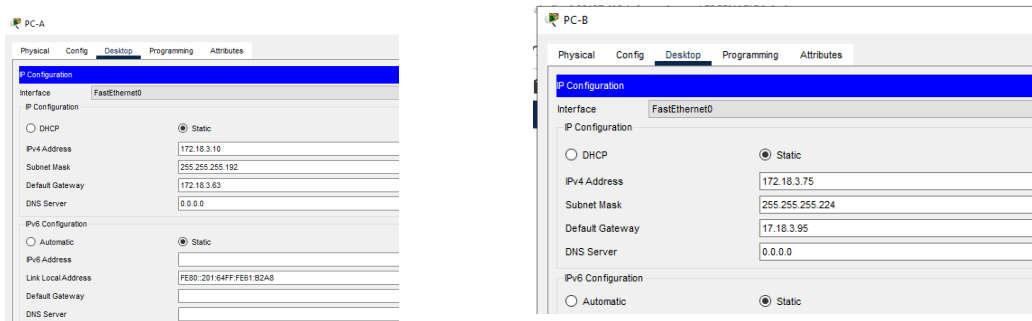 PC-A
Physical Config Desktop Programming Attributes
IP Configuration
Interface FastEthernet0
IP Configuration
DHCP Static
IPv4 Address 172.18.3.10
Subnet Mask 255.255.255.192
Default Gateway 172.18.3.63
DNS Server 0.0.0.0
IPv6 Configuration
Automatic Static
IPv6 Address
Link Local Address FE80::201:64FF:FE61:B2A8
Default Gateway
DNS Server
PC-B
Physical Config Desktop Programming Attributes
IP Configuration
Interface FastEthernet0
IP Configuration
DHCP Static
IPv4 Address 172.18.3.75
Subnet Mask 255.255.255.224
Default Gateway 17.18.3.95
DNS Server 0.0.0.0
IPv6 Configuration
Automatic Static